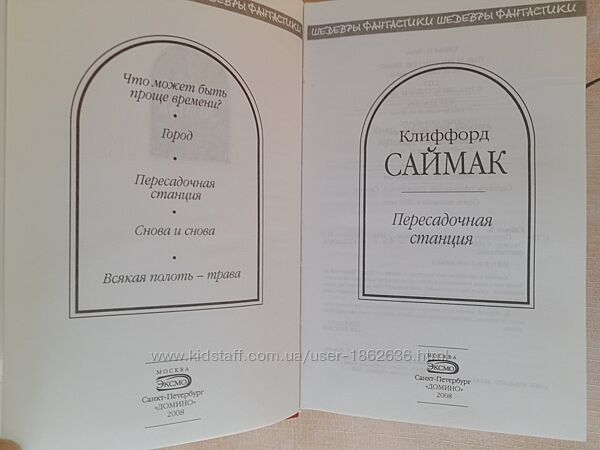 ШЕДЕВРЫ ФАНТАСТИКИ
Что может быть
проще времени?
•
Город
•
Пересадочная
станция
•
Снова и снова
•
Всякая полоть – трава
МОСКВА
ЭКСМО
Санкт-Петербург
«ДОМИНО»
2008
ШЕДЕВРЫ ФАНТАСТИКИ ШЕДЕВРЫ ФАНТАСТИКИ
Клиффорд
САЙМАК
Пересадочная
станция
МОСКВА
ЭКСМО
Санкт-Петербург
«ДОМИНО»
2008
www.kidstaff.com.ua/user-1862636.html